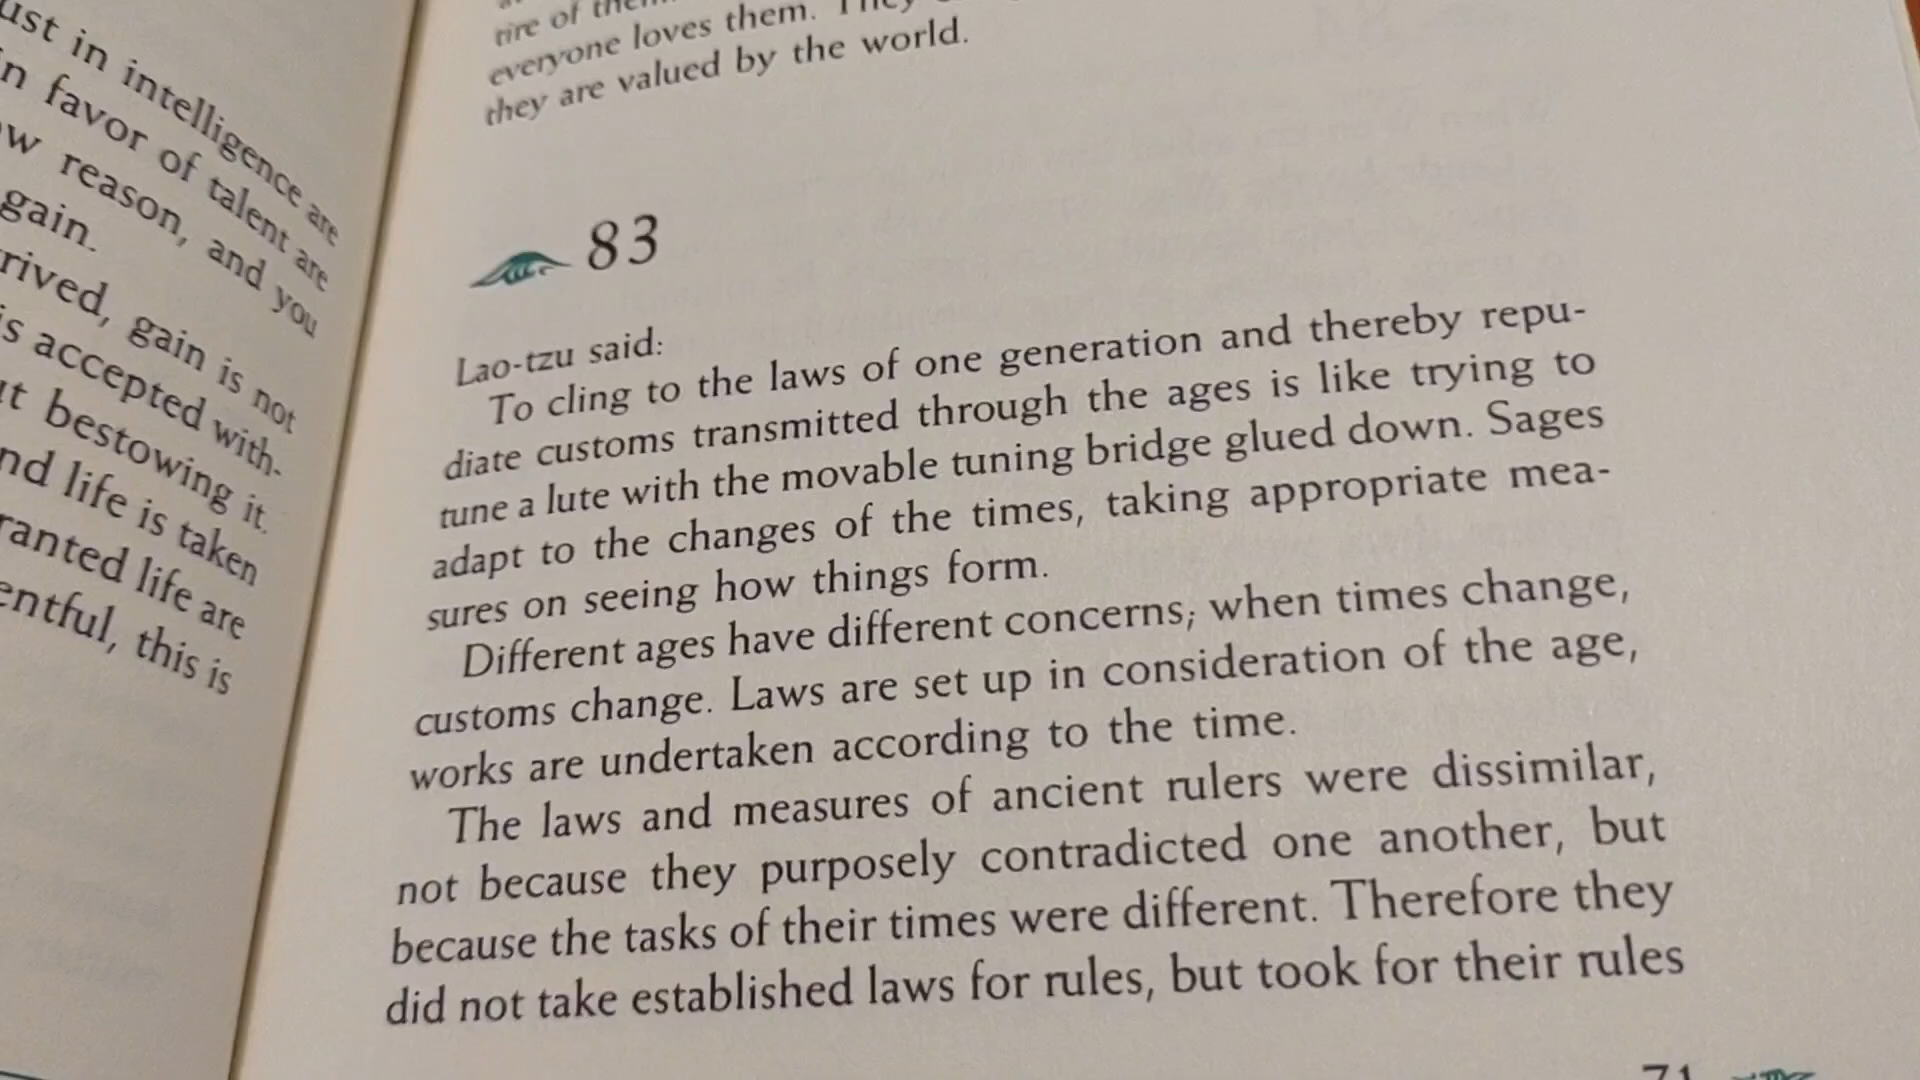 ust in intelligence are
n favor of talent are
w reason, and you
gain.
rived, gain is not
is accepted with-
ut bestowing it.
nd life is taken
ranted life are
entful, this is
tire of
everyone loves them. They
they are valued by the world.
83
Lao-tzu said:
To cling to the laws of one generation and thereby repu-
diate customs transmitted through the ages is like trying to
tune a lute with the movable tuning bridge glued down. Sages
adapt to the changes of the times, taking appropriate mea-
sures on seeing how things form.
Different ages have different concerns; when times change,
customs change. Laws are set up in consideration of the age,
works are undertaken according to the time.
The laws and measures of ancient rulers were dissimilar,
not because they purposely contradicted one another, but
because the tasks of their times were different. Therefore they
did not take established laws for rules, but took for their rules
71